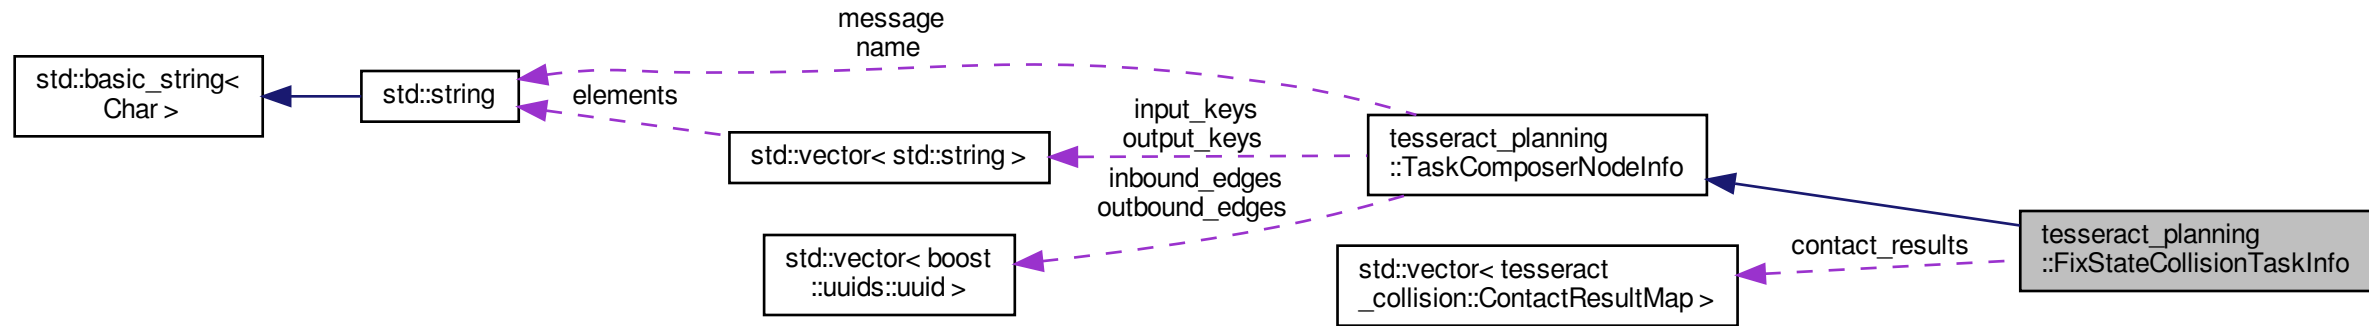 message
name
std::basic_string<
Char >
std::string
elements
input_keys
output_keys
std::vector< std::string >
tesseract_planning
::TaskComposerNodeInfo
inbound_edges
outbound_edges
std::vector< boost
::uuids::uuid >
contact_results
std::vector< tesseract
_collision::ContactResultMap >
tesseract_planning
::FixStateCollisionTaskInfo